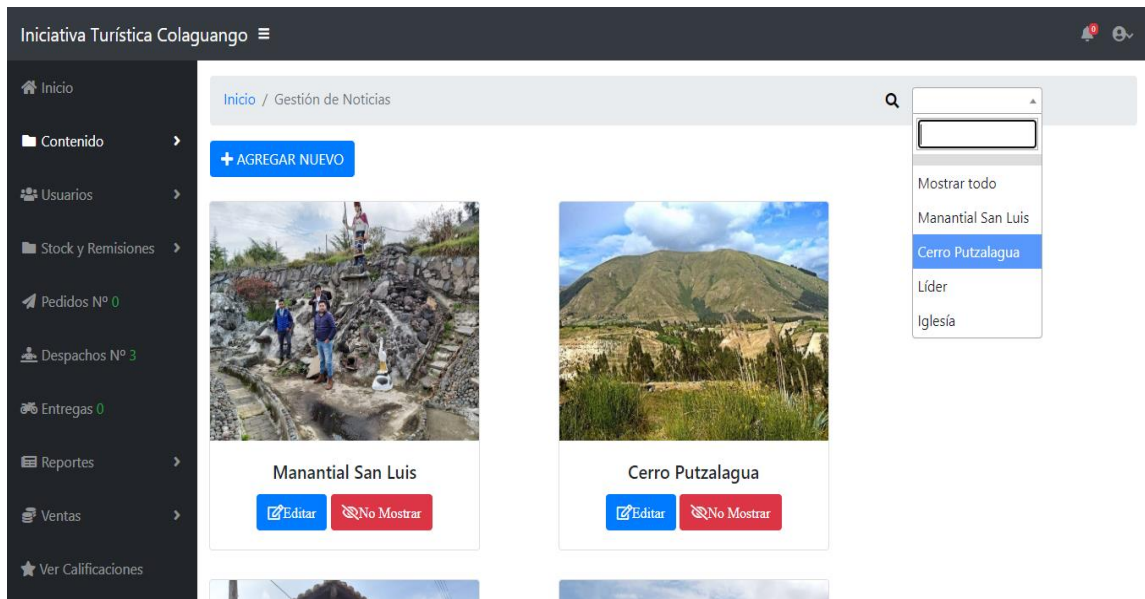 Iniciativa Turística Colaguango
0
Inicio
Contenido
Usuarios
Stock y Remisiones
Pedidos Nº 0
Despachos Nº 3
Entregas 0
Reportes
Ventas
Ver Calificaciones
Inicio / Gestión de Noticias
AGREGAR NUEVO
Mostrar todo
Manantial San Luis
Cerro Putzalagua
Líder
Iglesía
Manantial San Luis
Editar No Mostrar
Cerro Putzalagua
Editar No Mostrar